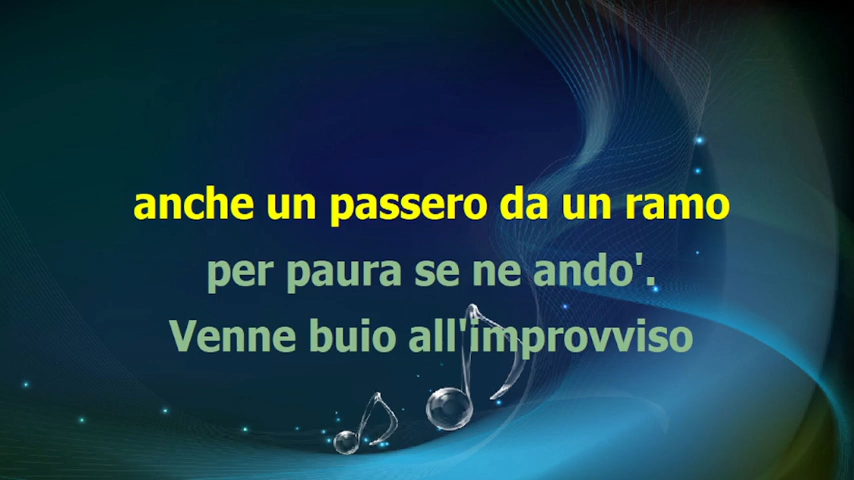 anche un passero da un ramo
per paura se ne ando'.
Venne buio all'improvviso